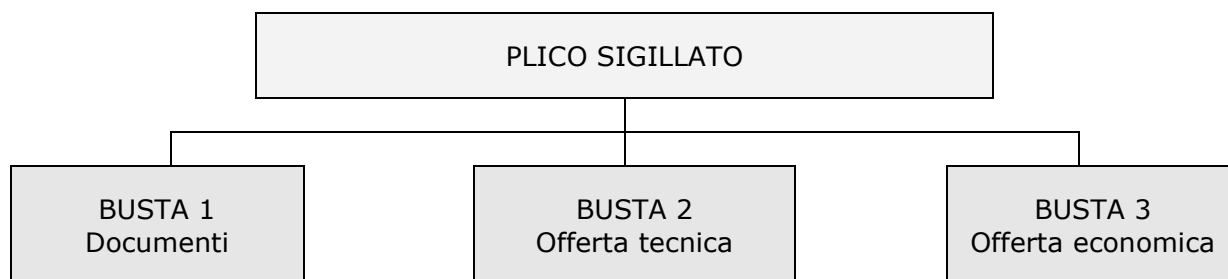 PLICO SIGILLATO
BUSTA 1
Documenti
BUSTA 2
Offerta tecnica
BUSTA 3
Offerta economica